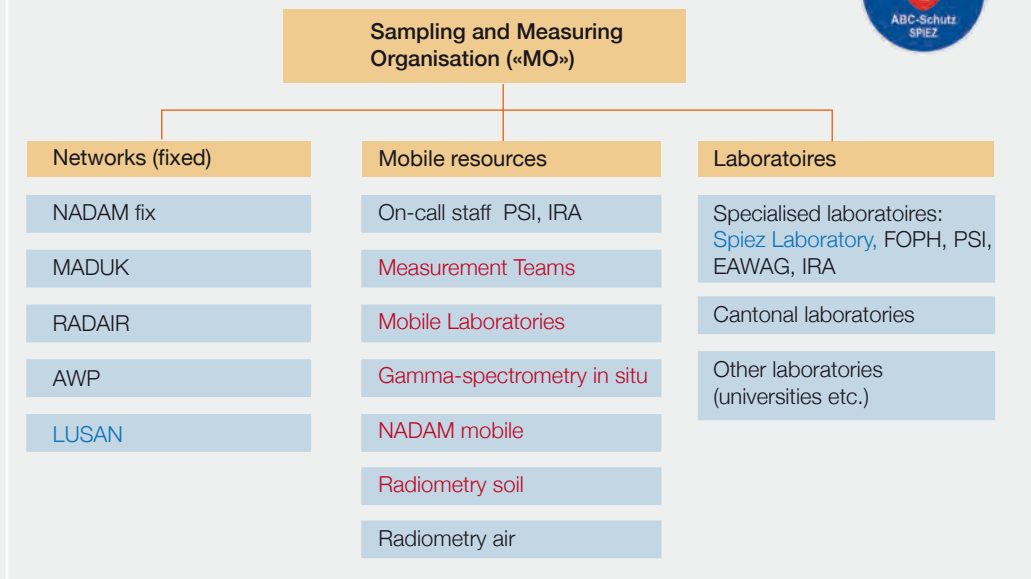 ABC-Schutz
SPIEZ
Sampling and Measuring
Organisation («MO»)
Networks (fixed)
NADAM fix
MADUK
RADAIR
AWP
LUSAN
Mobile resources
On-call staff PSI, IRA
Measurement Teams
Mobile Laboratories
Gamma-spectrometry in situ
NADAM mobile
Radiometry soil
Radiometry air
Laboratoires
Specialised laboratoires:
Spiez Laboratory, FOPH, PSI,
EAWAG, IRA
Cantonal laboratories
Other laboratories
(universities etc.)